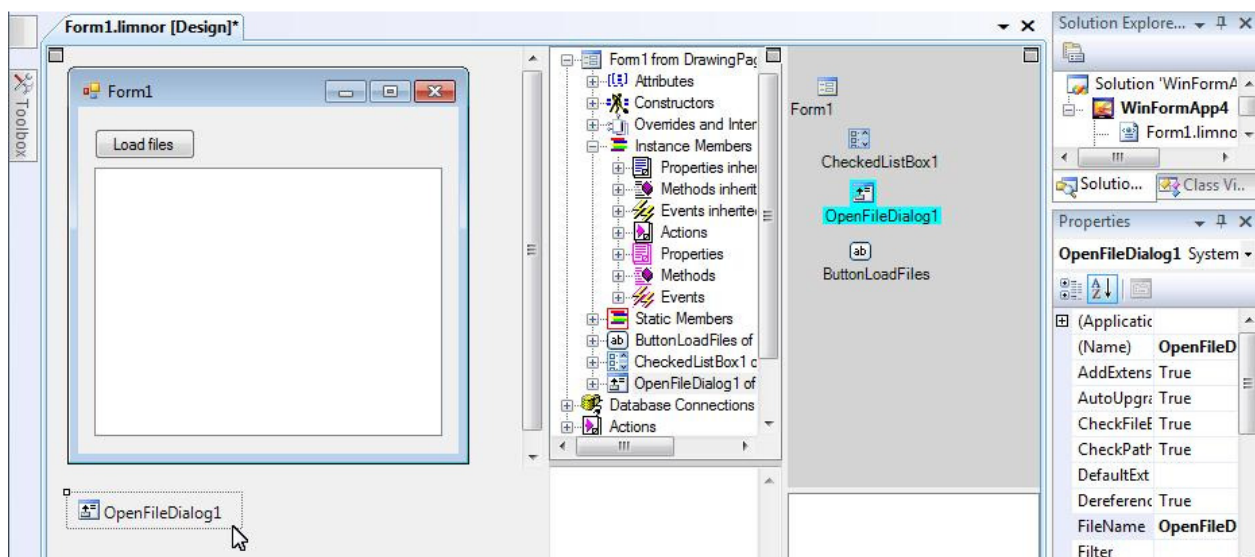 Form1.limnor [Design]*
Toolbox
Form1
Load files
OpenFileDialog1
Form1 from DrawingPag
Attributes
Constructors
Overrides and Inter
Instance Members
Properties inher
Methods inherit
Events inherited
Actions
Properties
Methods
Events
Static Members
ButtonLoadFiles of
CheckedListBox1 o
OpenFileDialog1 of
Database Connections
Actions
Form1
CheckedListBox1
OpenFileDialog1
ab
ButtonLoadFiles
Solution Explore...
Solution 'WinFormA
WinFormApp4
Form1.limno
Solutio... Class Vi..
Properties
OpenFileDialog1 System
(Applicatic
(Name) OpenFileD
AddExtens True
AutoUpgra True
CheckFileE True
CheckPath True
DefaultExt
Dereferenc True
FileName OpenFileD
Filter